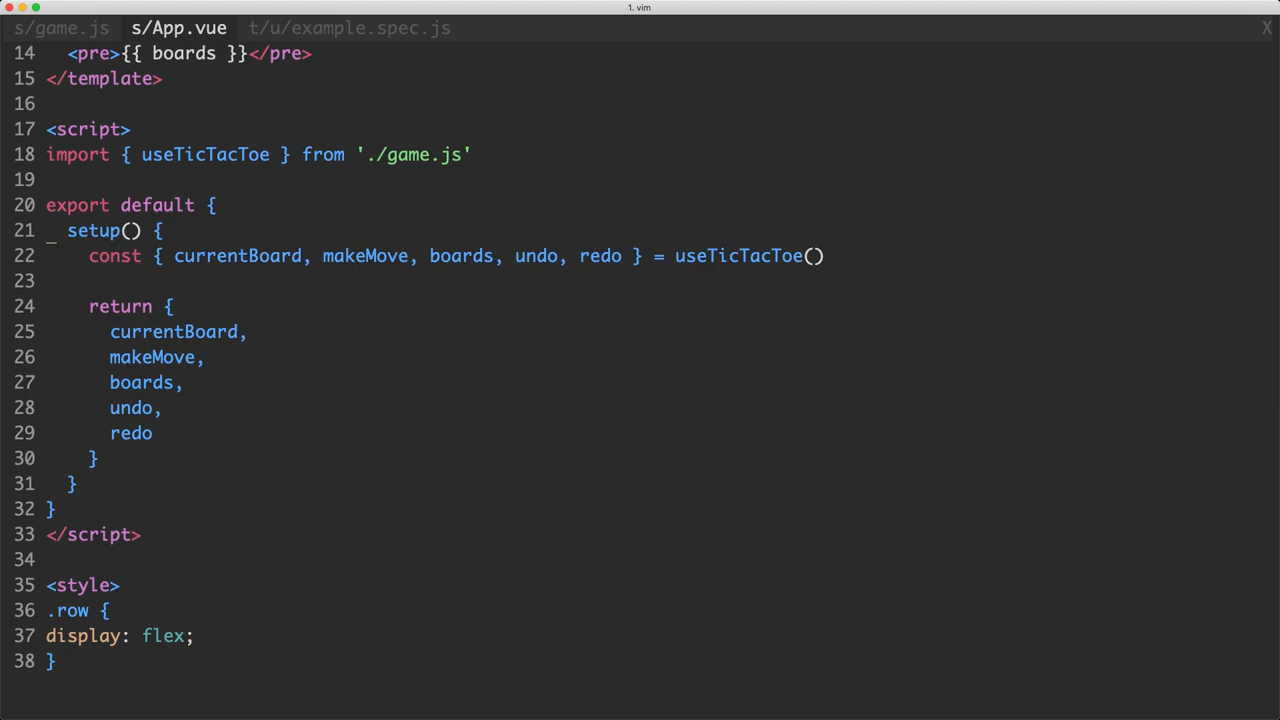 1. vim
s/game.js s/App.vue t/u/example.spec.js X
14 <pre>{{ boards }}</pre>
15 </template>
16
17 <script>
18 import { useTicTacToe } from './game.js'
19
20 export default {
21 _ setup() {
22 const { currentBoard, makeMove, boards, undo, redo } = useTicTacToe()
23
24 return {
25 currentBoard,
26 makeMove,
27 boards,
28 undo,
29 redo
30 }
31 }
32 }
33 </script>
34
35 <style>
36 .row {
37 display: flex;
38 }